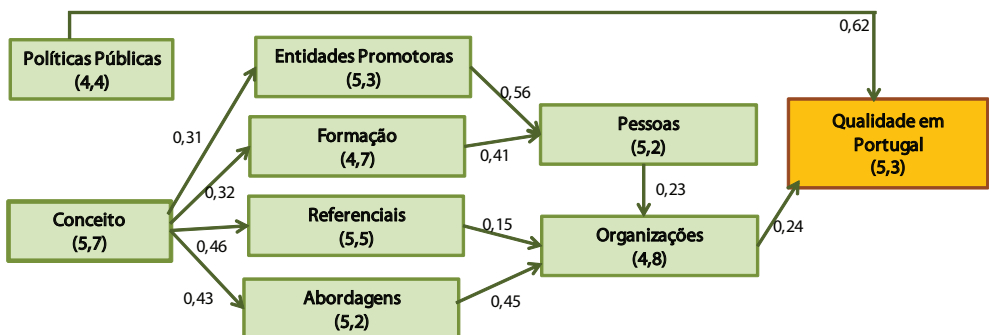 0,62
Políticas Públicas
(4,4)
Entidades Promotoras
(5,3)
0,56
0,31
Formação
(4,7)
0,41
Pessoas
(5,2)
Qualidade em
Portugal
(5,3)
0,32
0,23
Conceito
(5,7)
Referenciais
(5,5)
0,15
Organizações
(4,8)
0,24
0,46
0,43
Abordagens
(5,2)
0,45